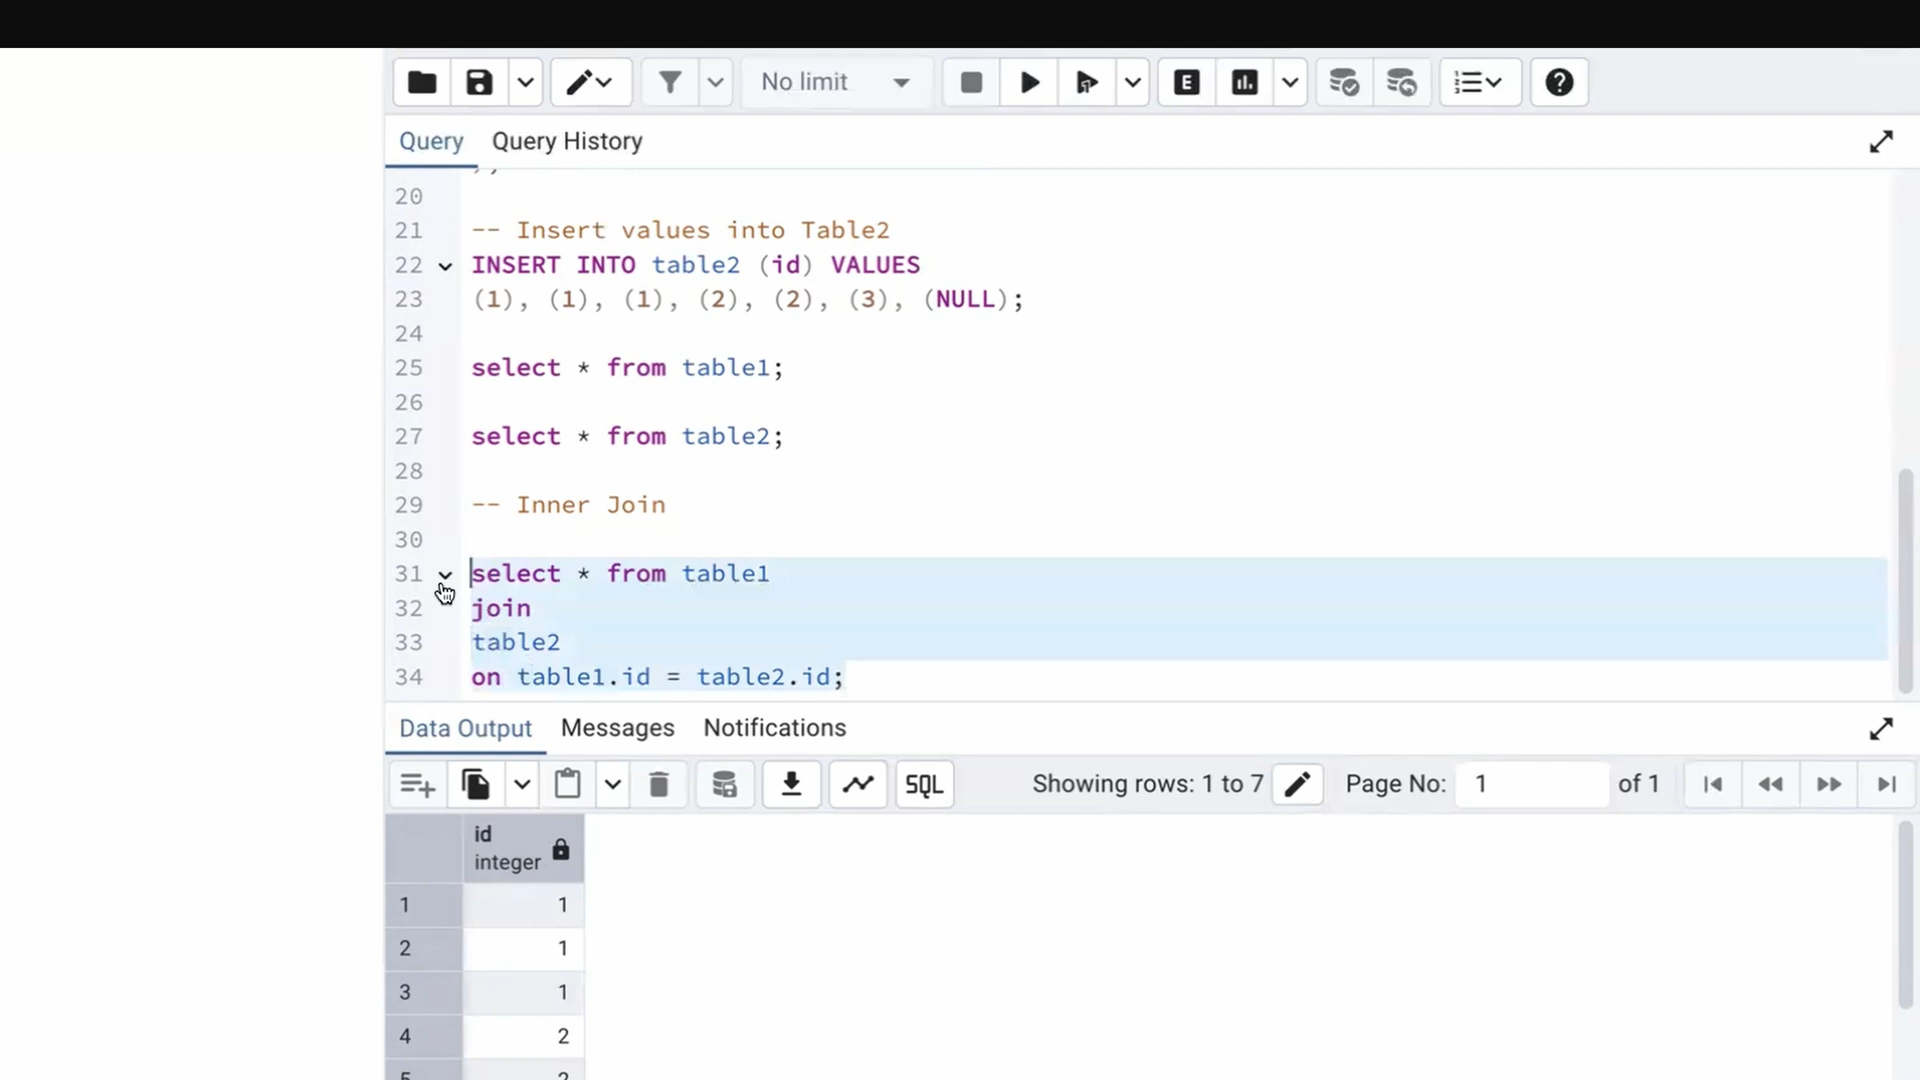 No limit
E
Query Query History
20
21 -- Insert values into Table2
22 INSERT INTO table2 (id) VALUES
23 (1), (1), (1), (2), (2), (3), (NULL);
24
25 select * from table1;
26
27 select * from table2;
28
29 -- Inner Join
30
31 select * from table1
32 join
33 table2
34 on table1.id = table2.id;
Data Output Messages Notifications
SQL Showing rows: 1 to 7 Page No: 1 of 1
id
integer
1 1
2 1
3 1
4 2